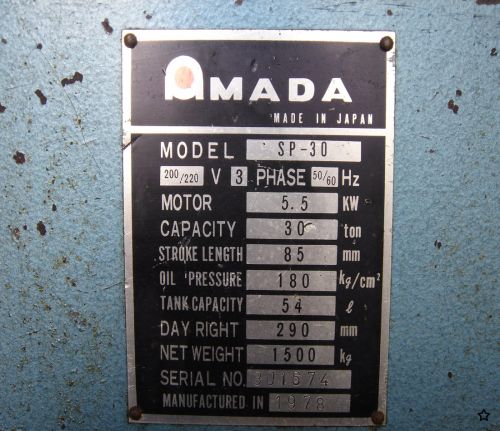 AMADA
MADE IN JAPAN
MODEL SP-30
200/220 V 3 PHASE 50/60 Hz
MOTOR 5.5 KW
CAPACITY 30 ton
STROKE LENGTH 85 mm
OIL PRESSURE 180 kg/cm²
TANK CAPACITY 54 ℓ
DAY RIGHT 290 mm
NET WEIGHT 1500 kg
SERIAL NO. 301674
MANUFACTURED IN 1978